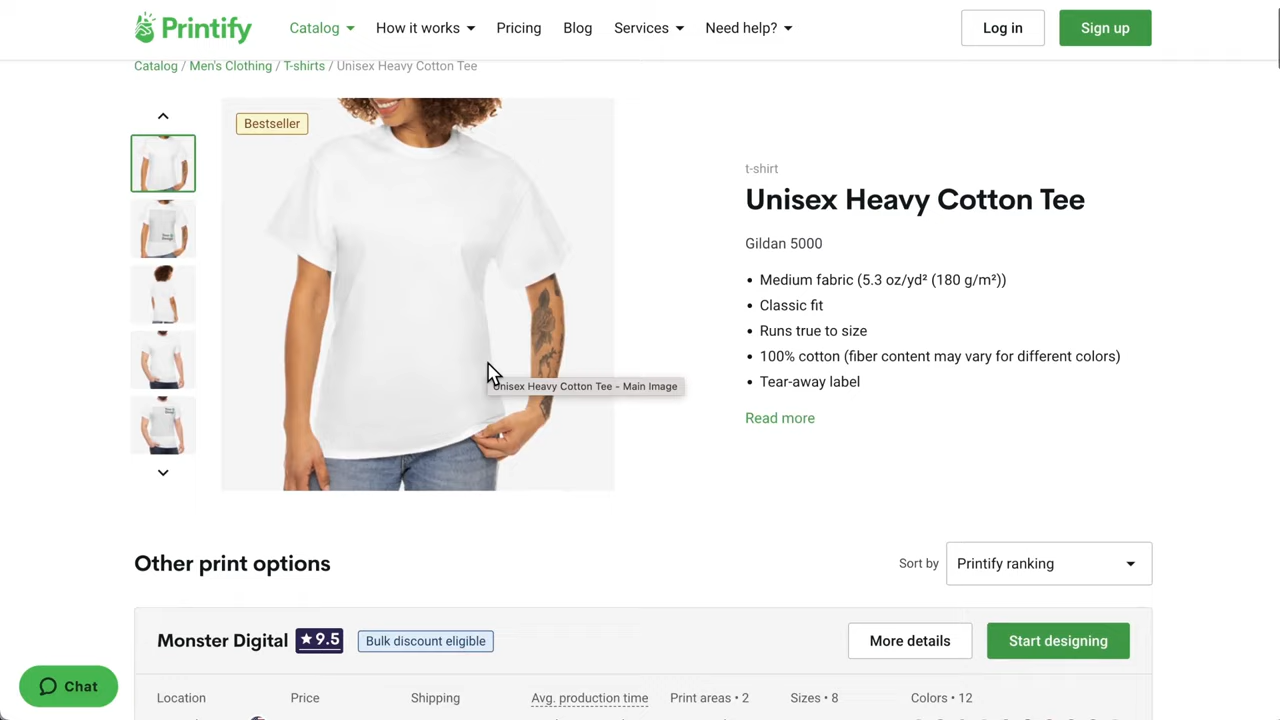 Printify
Catalog
How it works
Pricing
Blog
Services
Need help?
Log in
Sign up
Catalog / Men's Clothing / T-shirts / Unisex Heavy Cotton Tee
Bestseller
t-shirt
Unisex Heavy Cotton Tee
Gildan 5000
• Medium fabric (5.3 oz/yd² (180 g/m²))
• Classic fit
• Runs true to size
• 100% cotton (fiber content may vary for different colors)
• Tear-away label
Read more
Unisex Heavy Cotton Tee - Main Image
Other print options
Sort by
Printify ranking
Monster Digital
★ 9.5
Bulk discount eligible
More details
Start designing
Chat
Location
Price
Shipping
Avg. production time
Print areas • 2
Sizes • 8
Colors • 12